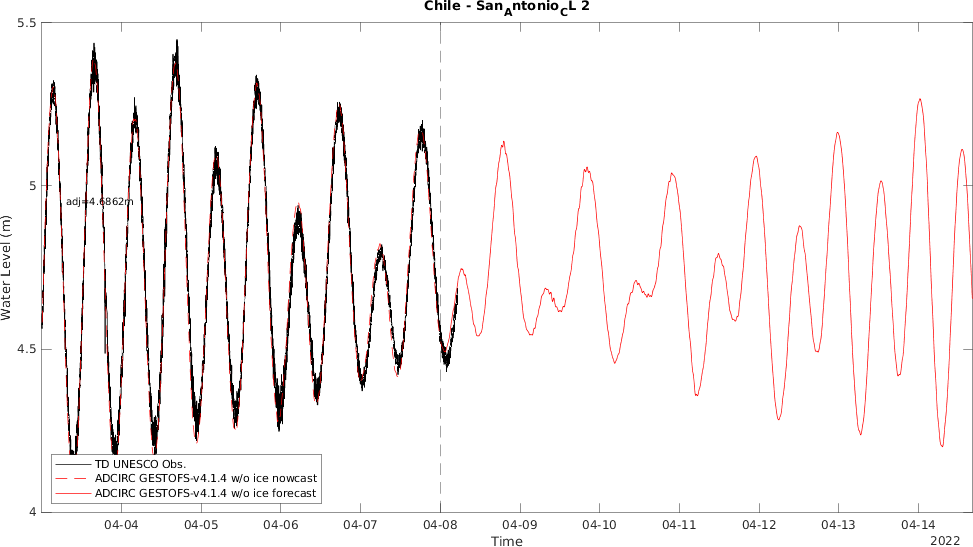 Chile - SanAntonioCL 2
5.5
5
4.5
4
Water Level (m)
adj=4.6862m
TD UNESCO Obs.
ADCIRC GESTOFS-v4.1.4 w/o ice nowcast
ADCIRC GESTOFS-v4.1.4 w/o ice forecast
04-04 04-05 04-06 04-07 04-08 04-09 04-10 04-11 04-12 04-13 04-14
Time
2022